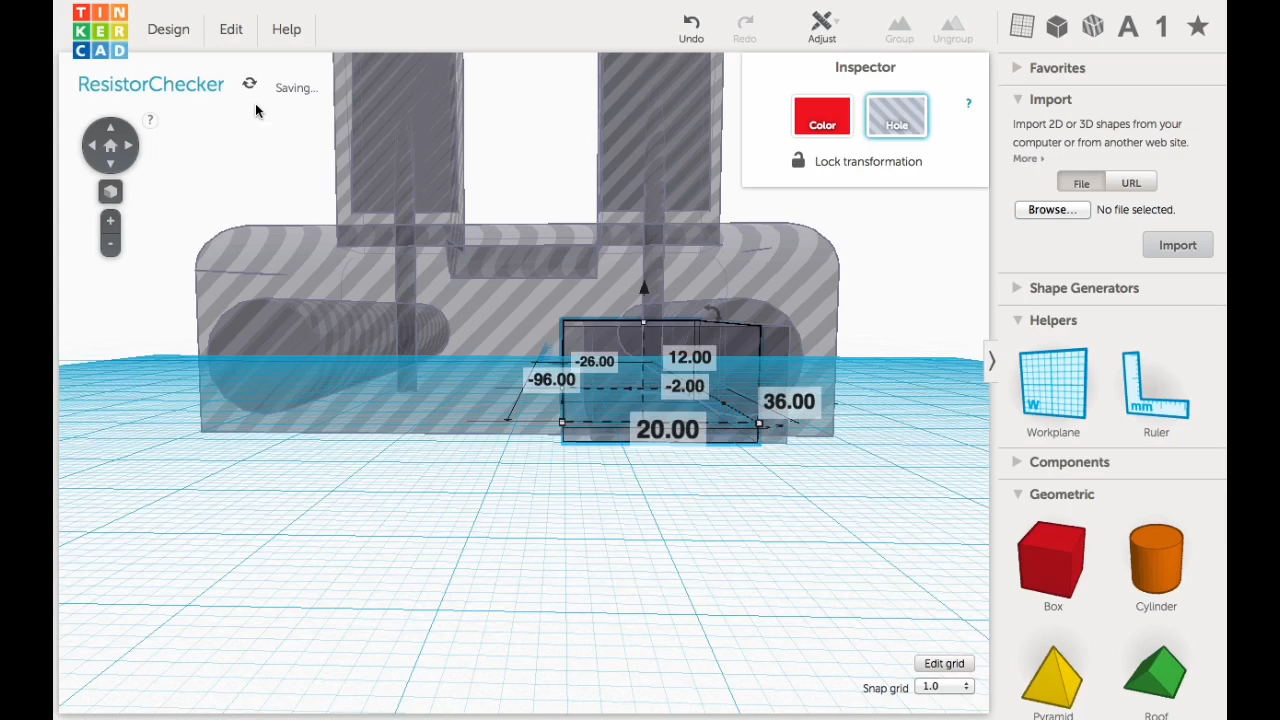 TIN
KER
CAD
Design
Edit
Help
Undo
Redo
Adjust
Group
Ungroup
A
1
ResistorChecker
Saving...
?
+
-
Inspector
Color
Hole
?
Lock transformation
-26.00
12.00
-96.00
-2.00
36.00
20.00
Edit grid
Snap grid
1.0
Favorites
Import
Import 2D or 3D shapes from your
computer or from another web site.
More
File
URL
Browse...
No file selected.
Import
Shape Generators
Helpers
W
mm
Workplane
Ruler
Components
Geometric
Box
Cylinder
Pyramid
Roof